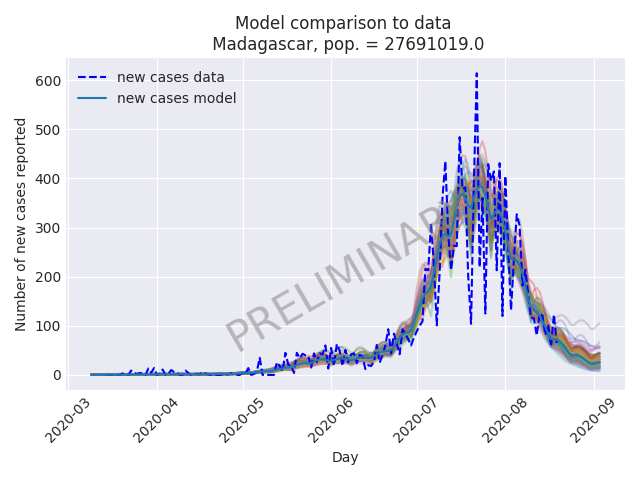 Model comparison to data
Madagascar, pop. = 27691019.0
new cases data
new cases model
Number of new cases reported
600
500
400
300
200
100
0
PRELIMINAR
2020-03
2020-04
2020-05
2020-06
2020-07
2020-08
2020-09
Day